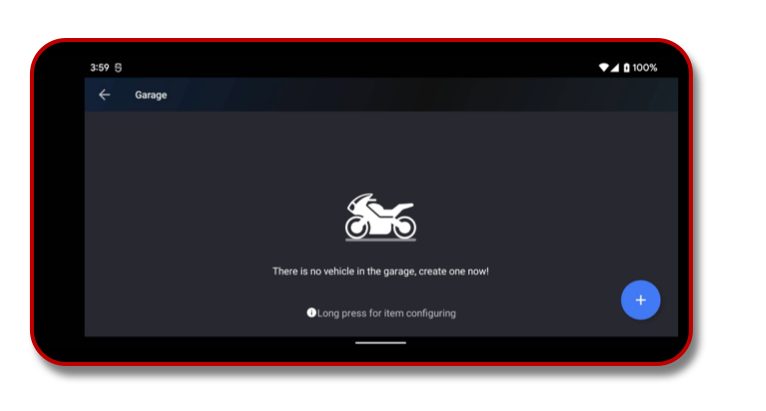 3:59
100%
Garage
There is no vehicle in the garage, create one now!
Long press for item configuring